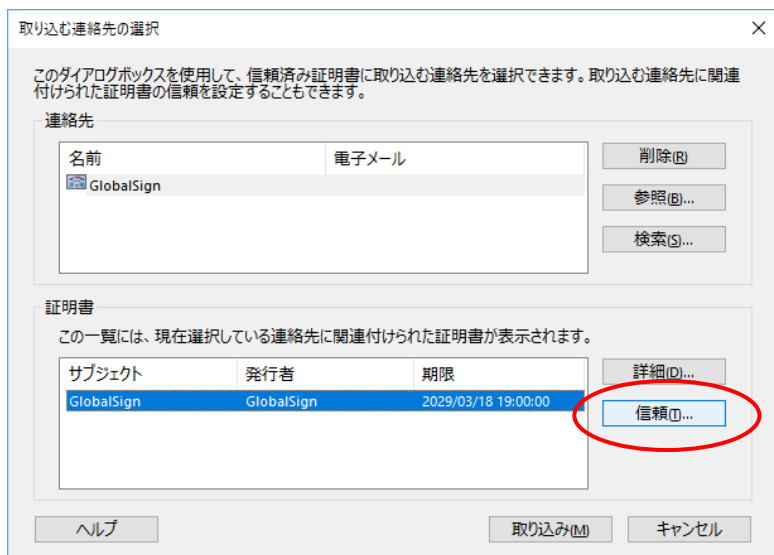 取り込む連絡先の選択
このダイアログボックスを使用して、信頼済み証明書に取り込む連絡先を選択できます。取り込む連絡先に関連
付けられた証明書の信頼を設定することもできます。
連絡先
名前 電子メール
GlobalSign
削除(R)
参照(B)...
検索(S)...
証明書
この一覧には、現在選択している連絡先に関連付けられた証明書が表示されます。
サブジェクト 発行者 期限
GlobalSign GlobalSign 2029/03/18 19:00:00
詳細(D)...
信頼(T)...
ヘルプ 取り込み(M) キャンセル